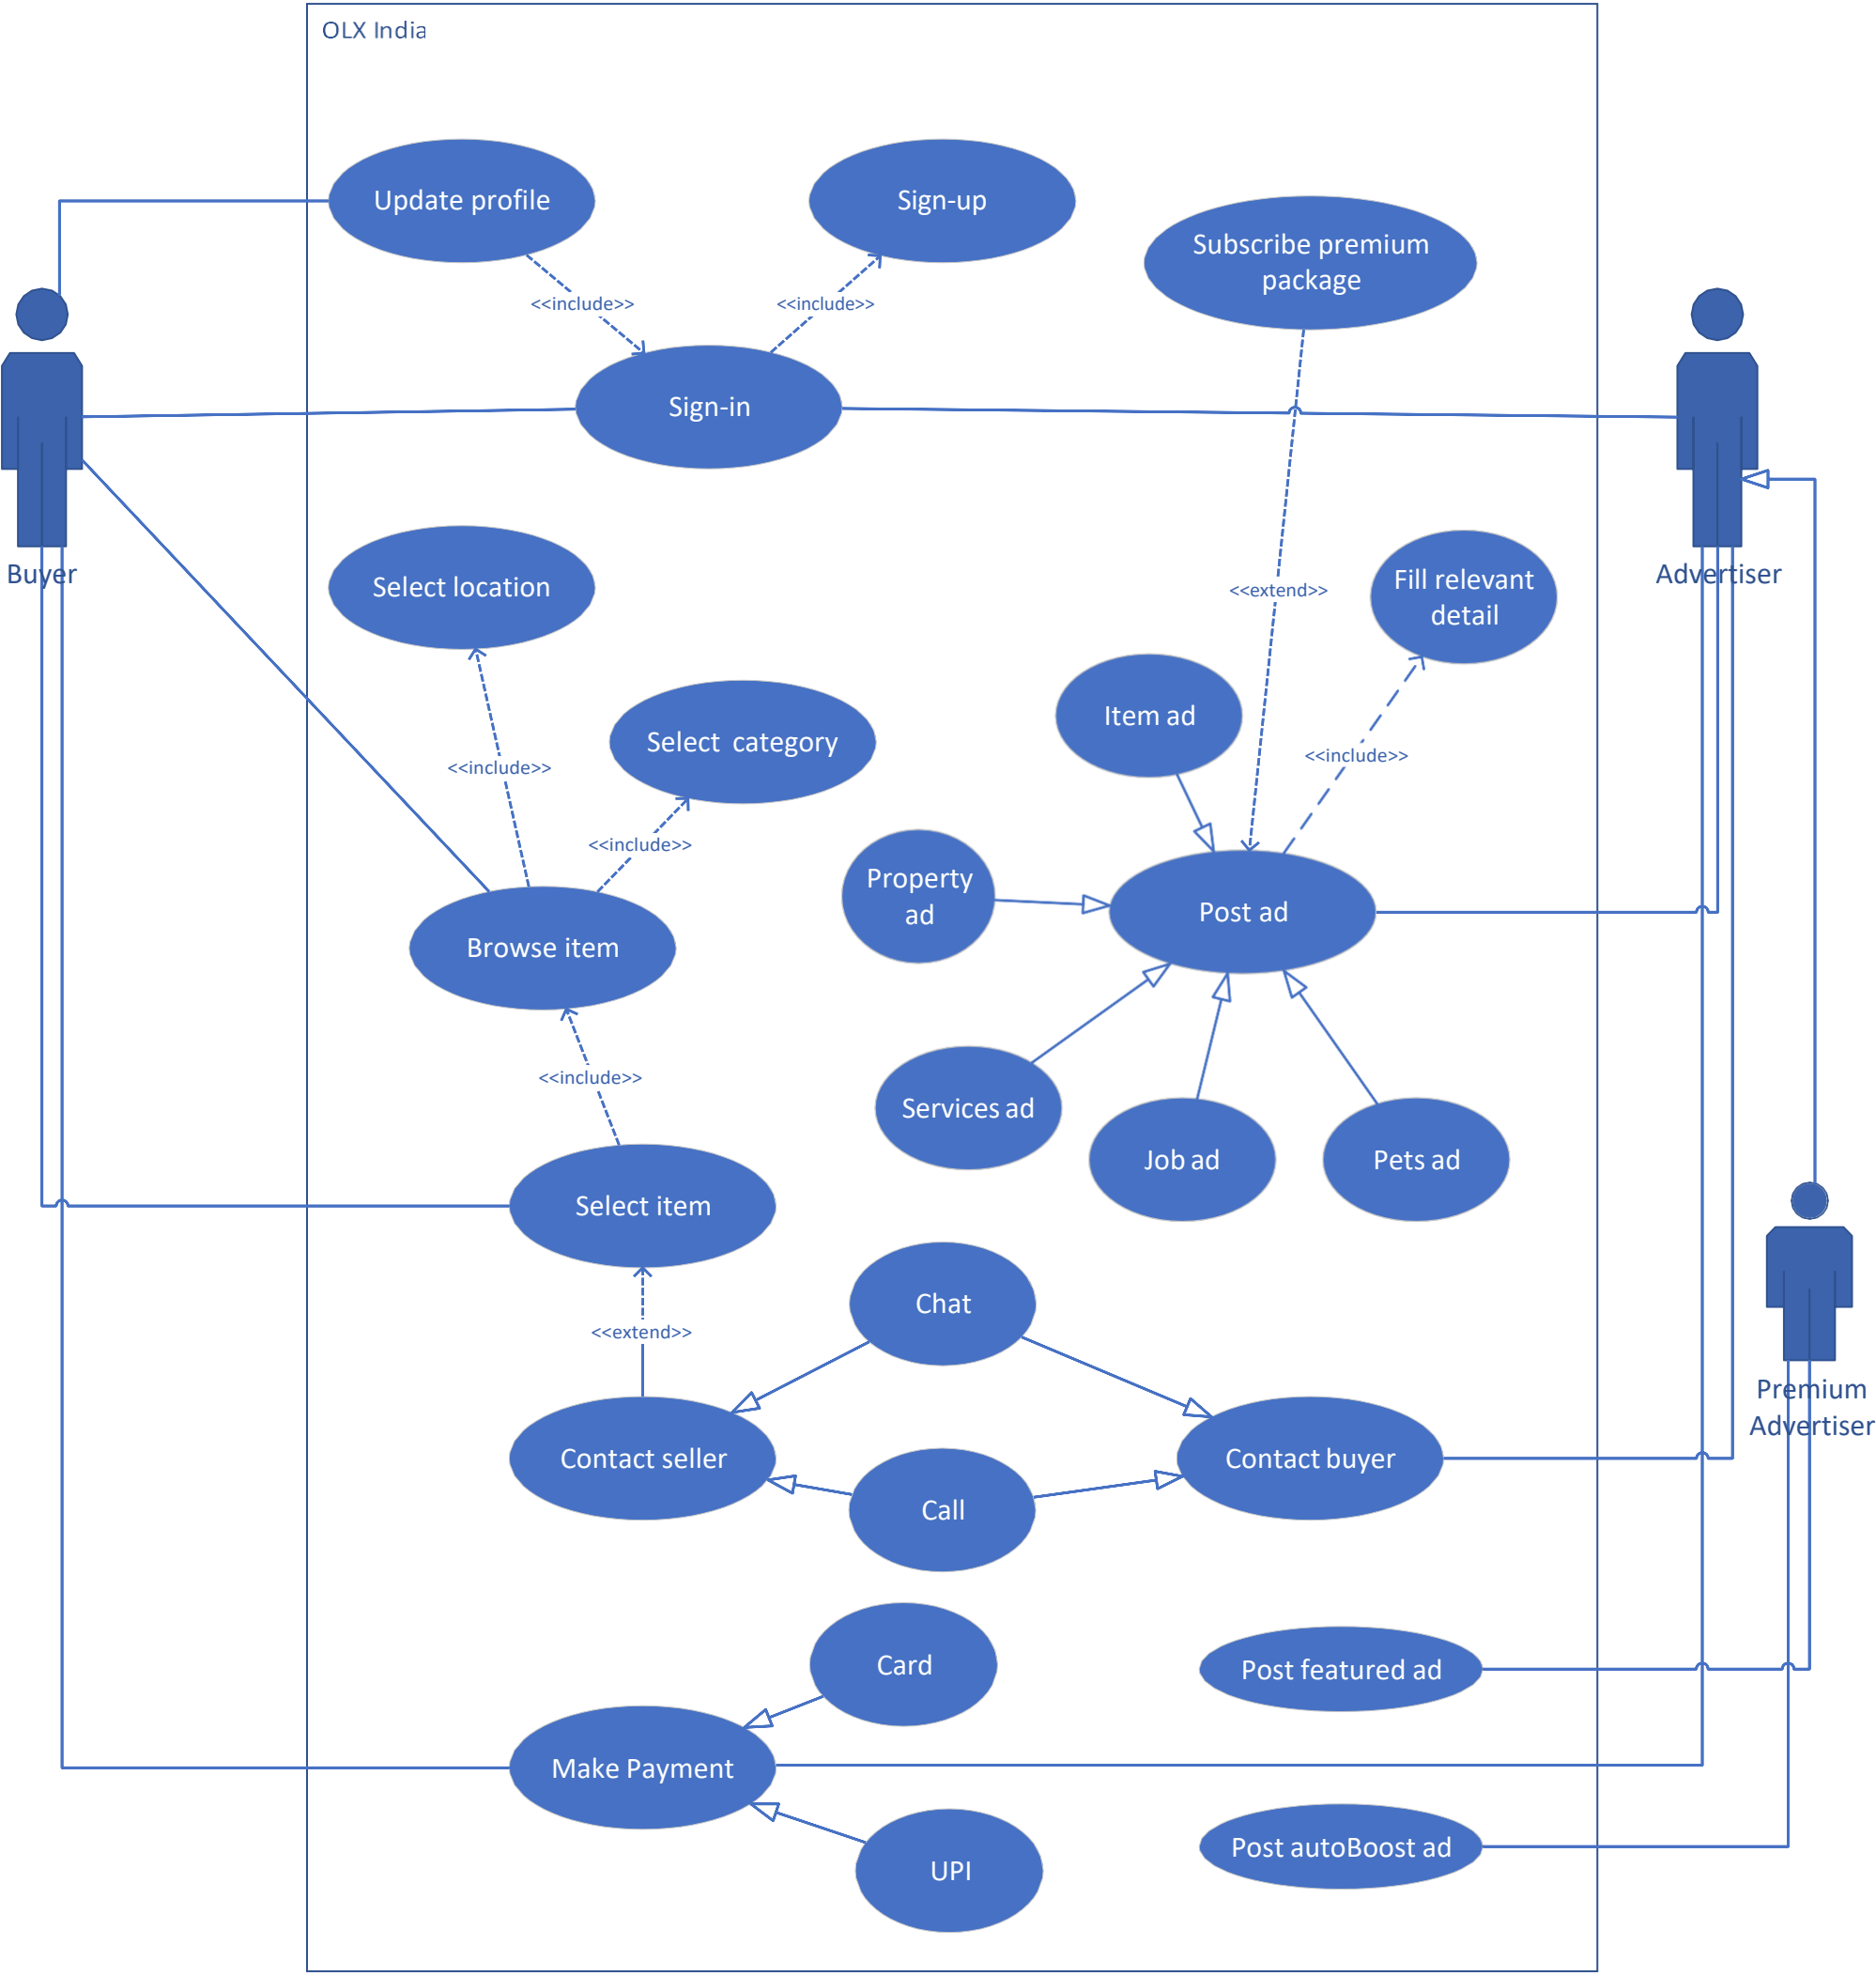 OLX India
Update profile
Sign-up
Subscribe premium
package
<<include>>
<<include>>
Sign-in
Buyer
Advertiser
Select location
<<extend>>
Fill relevant
detail
Item ad
Select  category
<<include>>
<<include>>
<<include>>
Property
ad
Post ad
Browse item
<<include>>
Services ad
Job ad
Pets ad
Select item
Chat
<<extend>>
Premium
Advertiser
Contact seller
Contact buyer
Call
Card
Post featured ad
Make Payment
Post autoBoost ad
UPI